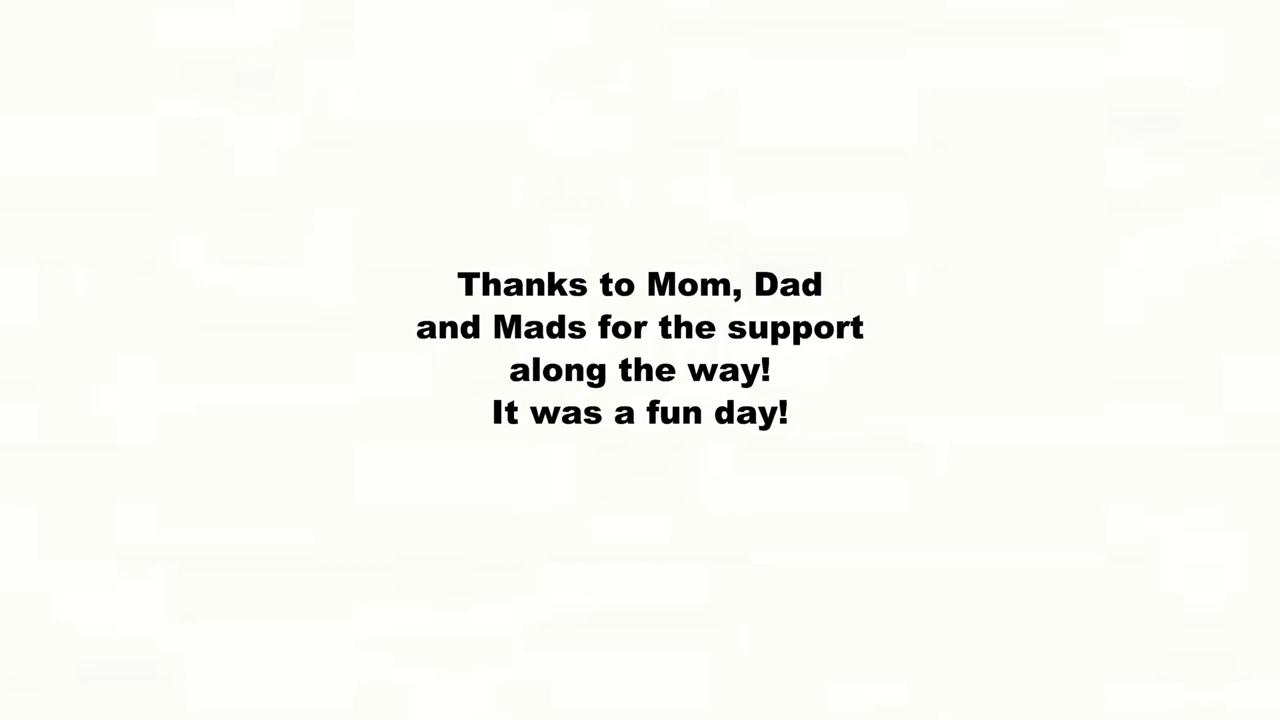 Thanks to Mom, Dad
and Mads for the support
along the way!
It was a fun day!